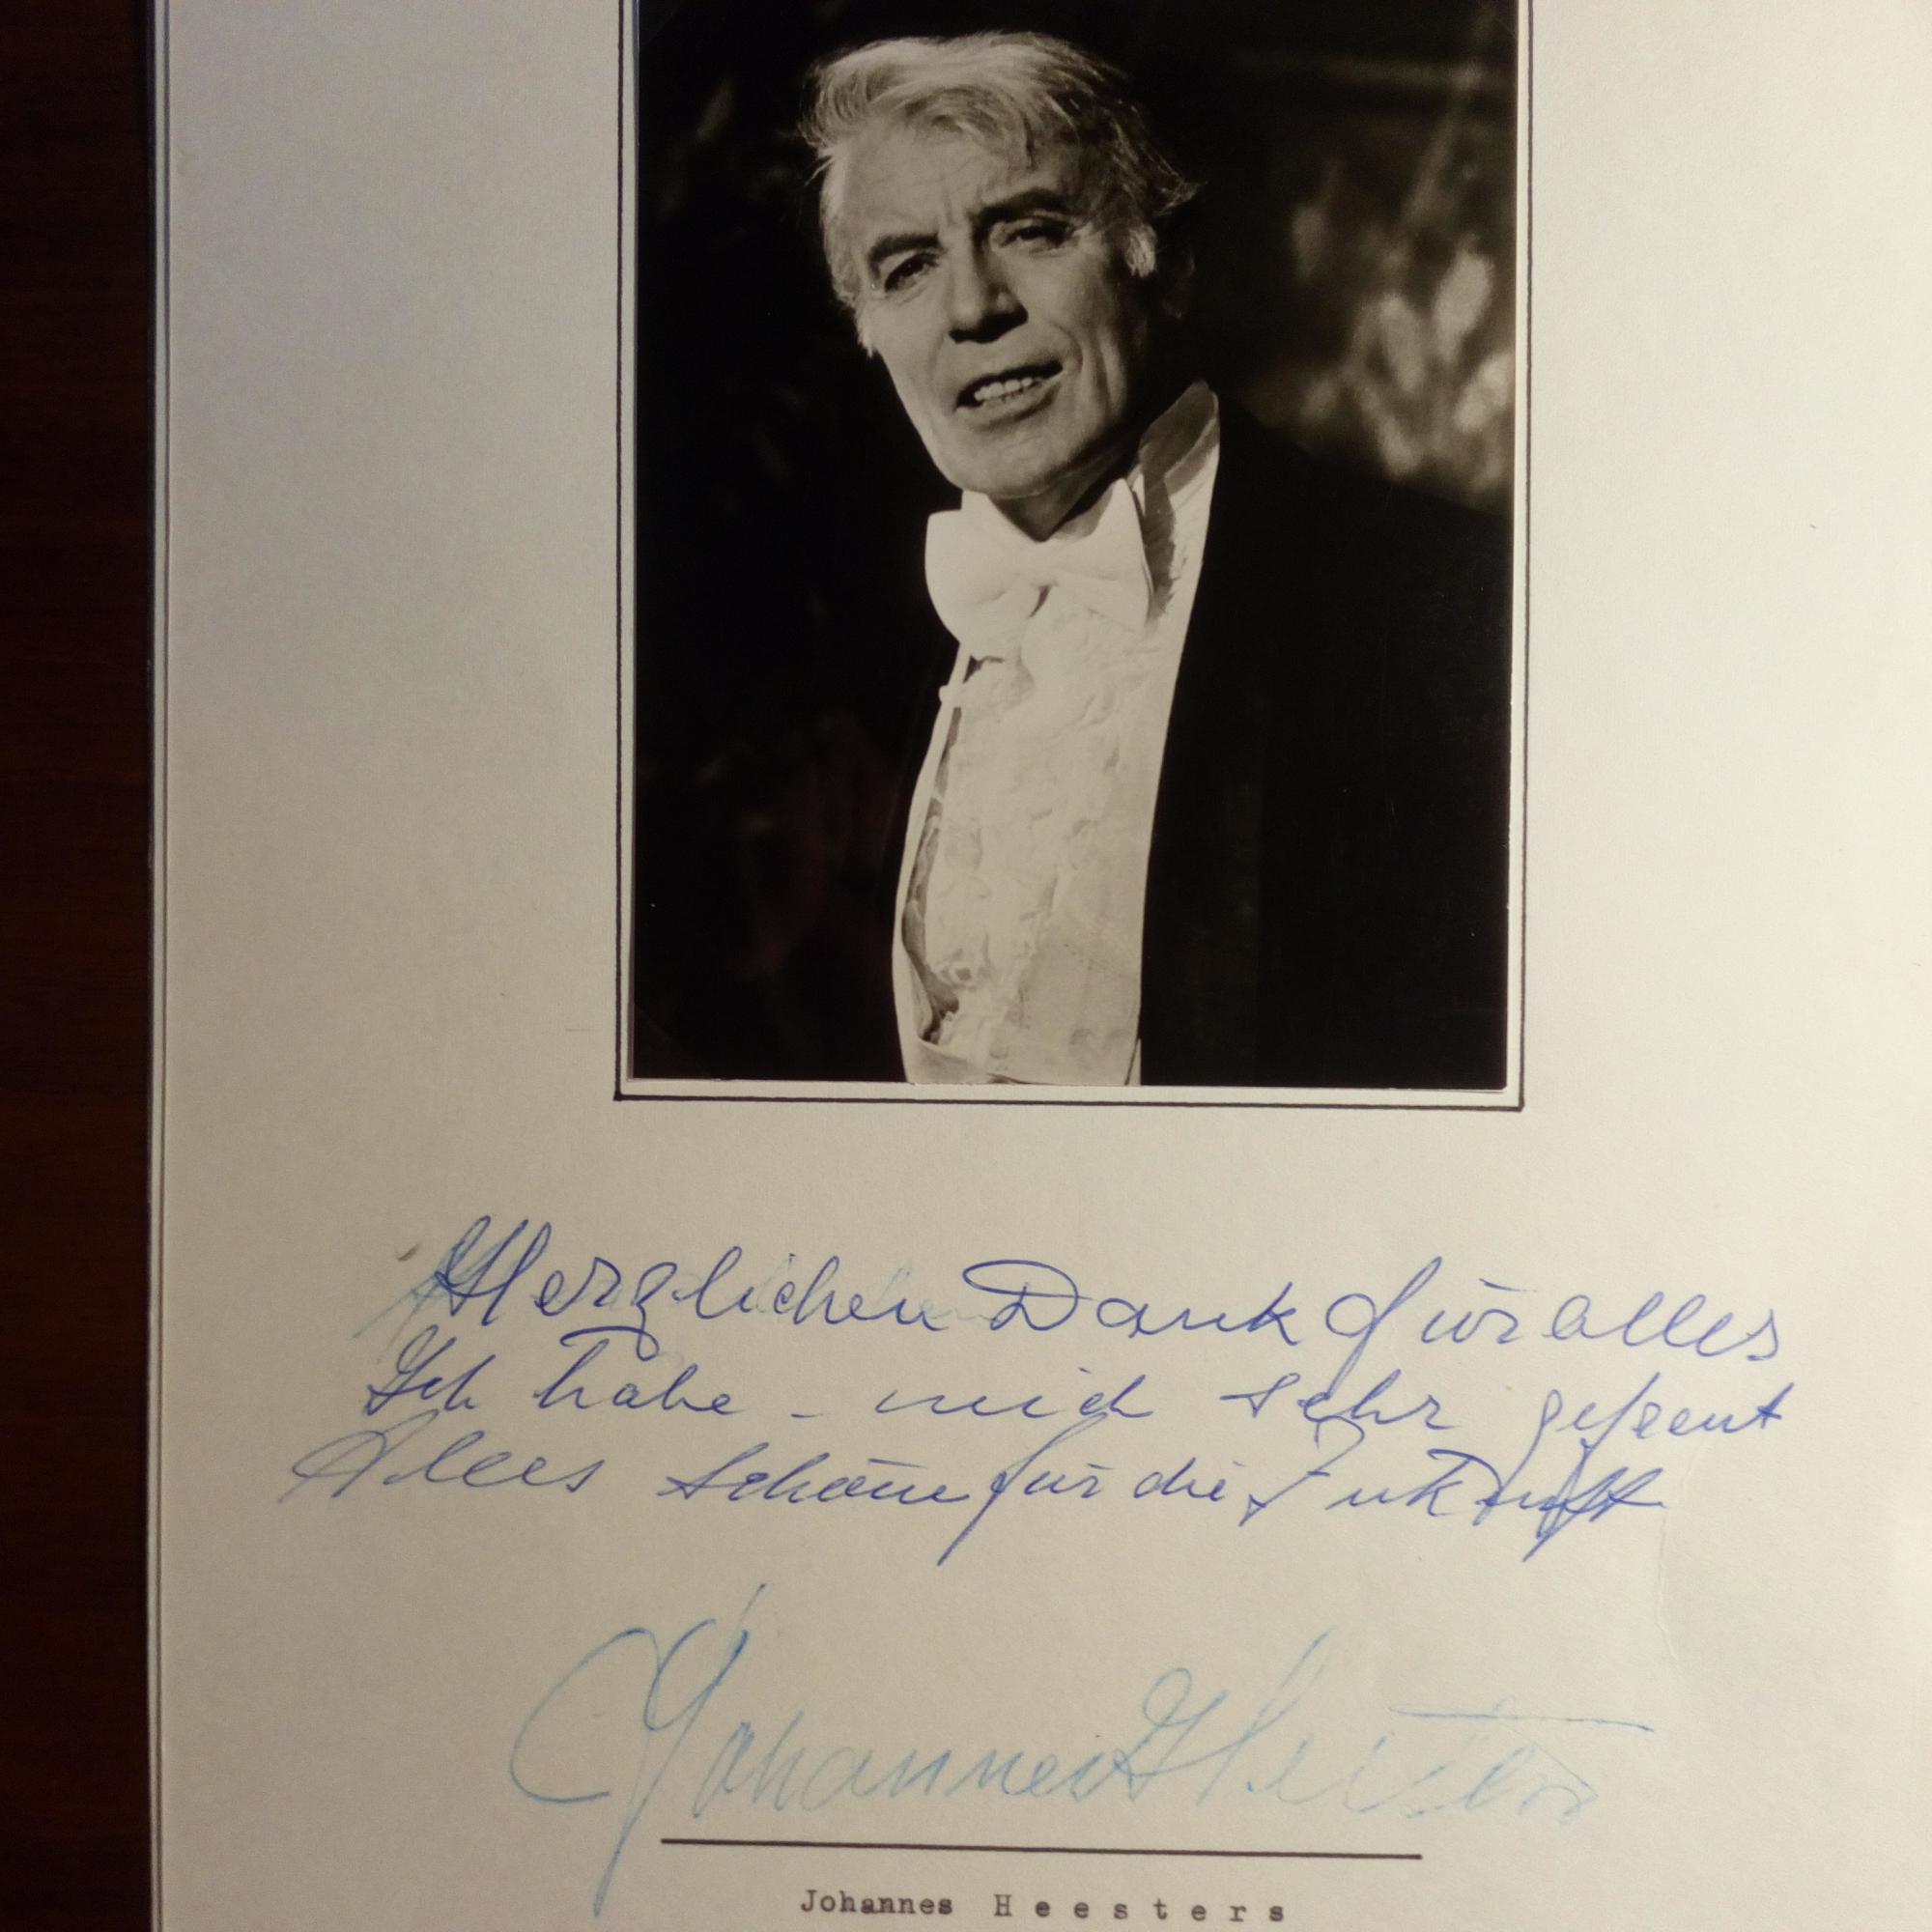 Herzlichen Dank für alles
Ich habe - mich sehr gefreut
Alles schöne für die Zukunft
Johannes Heesters
Johannes Heesters